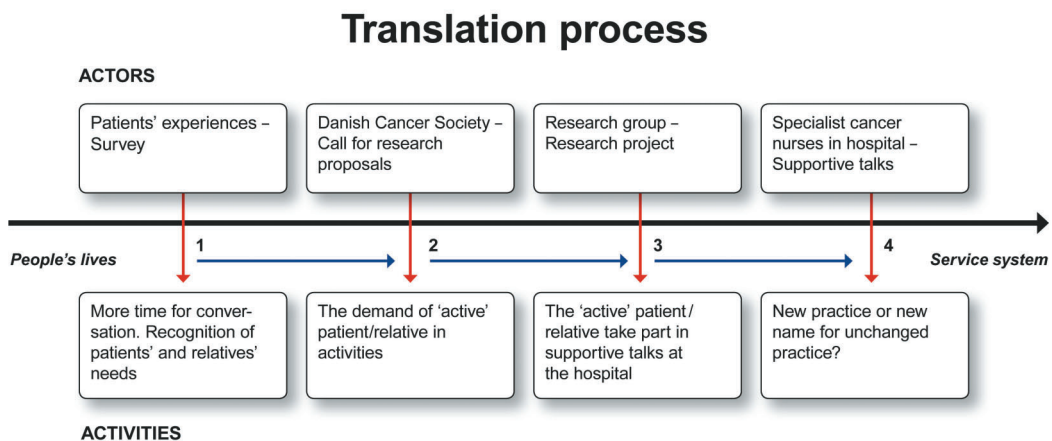 Translation process
ACTORS
Patients’ experiences –
Survey
Danish Cancer Society –
Call for research
proposals
Research group –
Research project
Specialist cancer
nurses in hospital –
Supportive talks
1
2
3
4
People’s lives
Service system
More time for conver-
sation. Recognition of
patients’ and relatives’
needs
The demand of ‘active’
patient/relative in
activities
The ‘active’ patient/
relative take part in
supportive talks at
the hospital
New practice or new
name for unchanged
practice?
ACTIVITIES